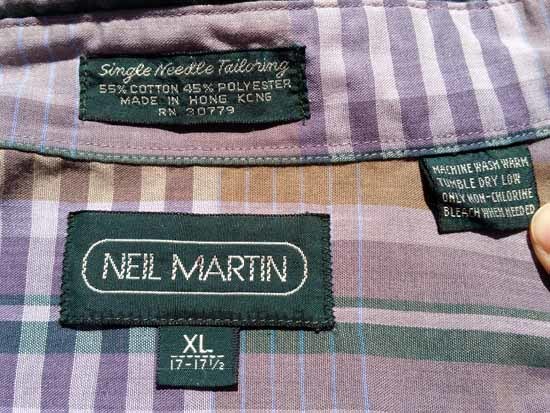 Single Needle Tailoring
55% COTTON 45% POLYESTER
MADE IN HONG KONG
RN 30779
MACHINE WASH WARM
TUMBLE DRY LOW
ONLY NON-CHLORINE
BLEACH WHEN NEEDED
NEIL MARTIN
XL
17-17½